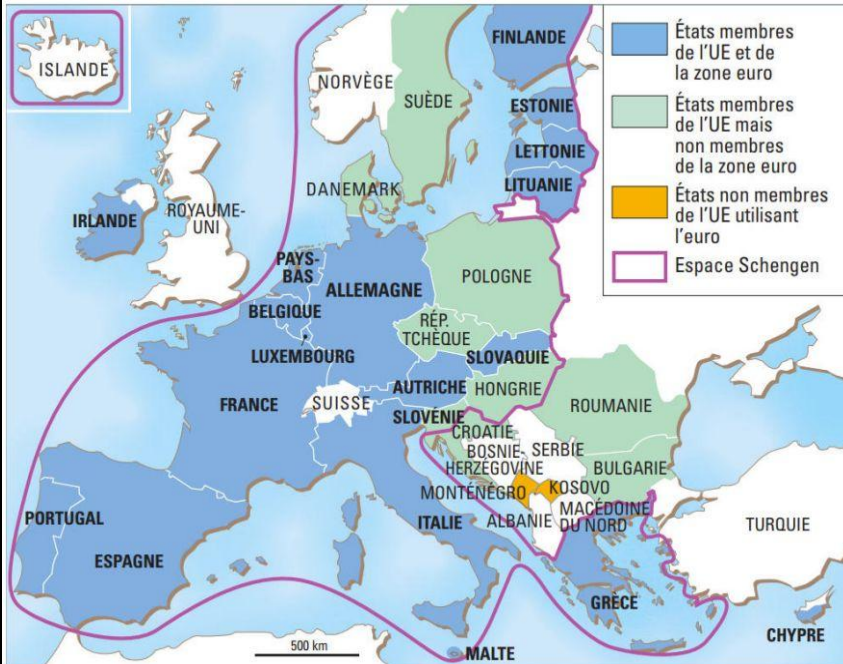 ISLANDE
NORVÈGE
SUÈDE
FINLANDE
ESTONIE
LETTONIE
LITUANIE
DANEMARK
IRLANDE
ROYAUME-
UNI
PAYS-
BAS
ALLEMAGNE
POLOGNE
BELGIQUE
LUXEMBOURG
RÉP.
TCHÈQUE
SLOVAQUIE
FRANCE
SUISSE
AUTRICHE
HONGRIE
SLOVÉNIE
ROUMANIE
CROATIE
BOSNIE-
HERZÉGOVINE
SERBIE
BULGARIE
MONTÉNÉGRO
KOSOVO
MACÉDOINE
DU NORD
ALBANIE
ITALIE
PORTUGAL
ESPAGNE
TURQUIE
GRÈCE
CHYPRE
MALTE
500 km
États membres
de l'UE et de
la zone euro
États membres
de l'UE mais
non membres
de la zone euro
États non membres
de l'UE utilisant
l'euro
Espace Schengen